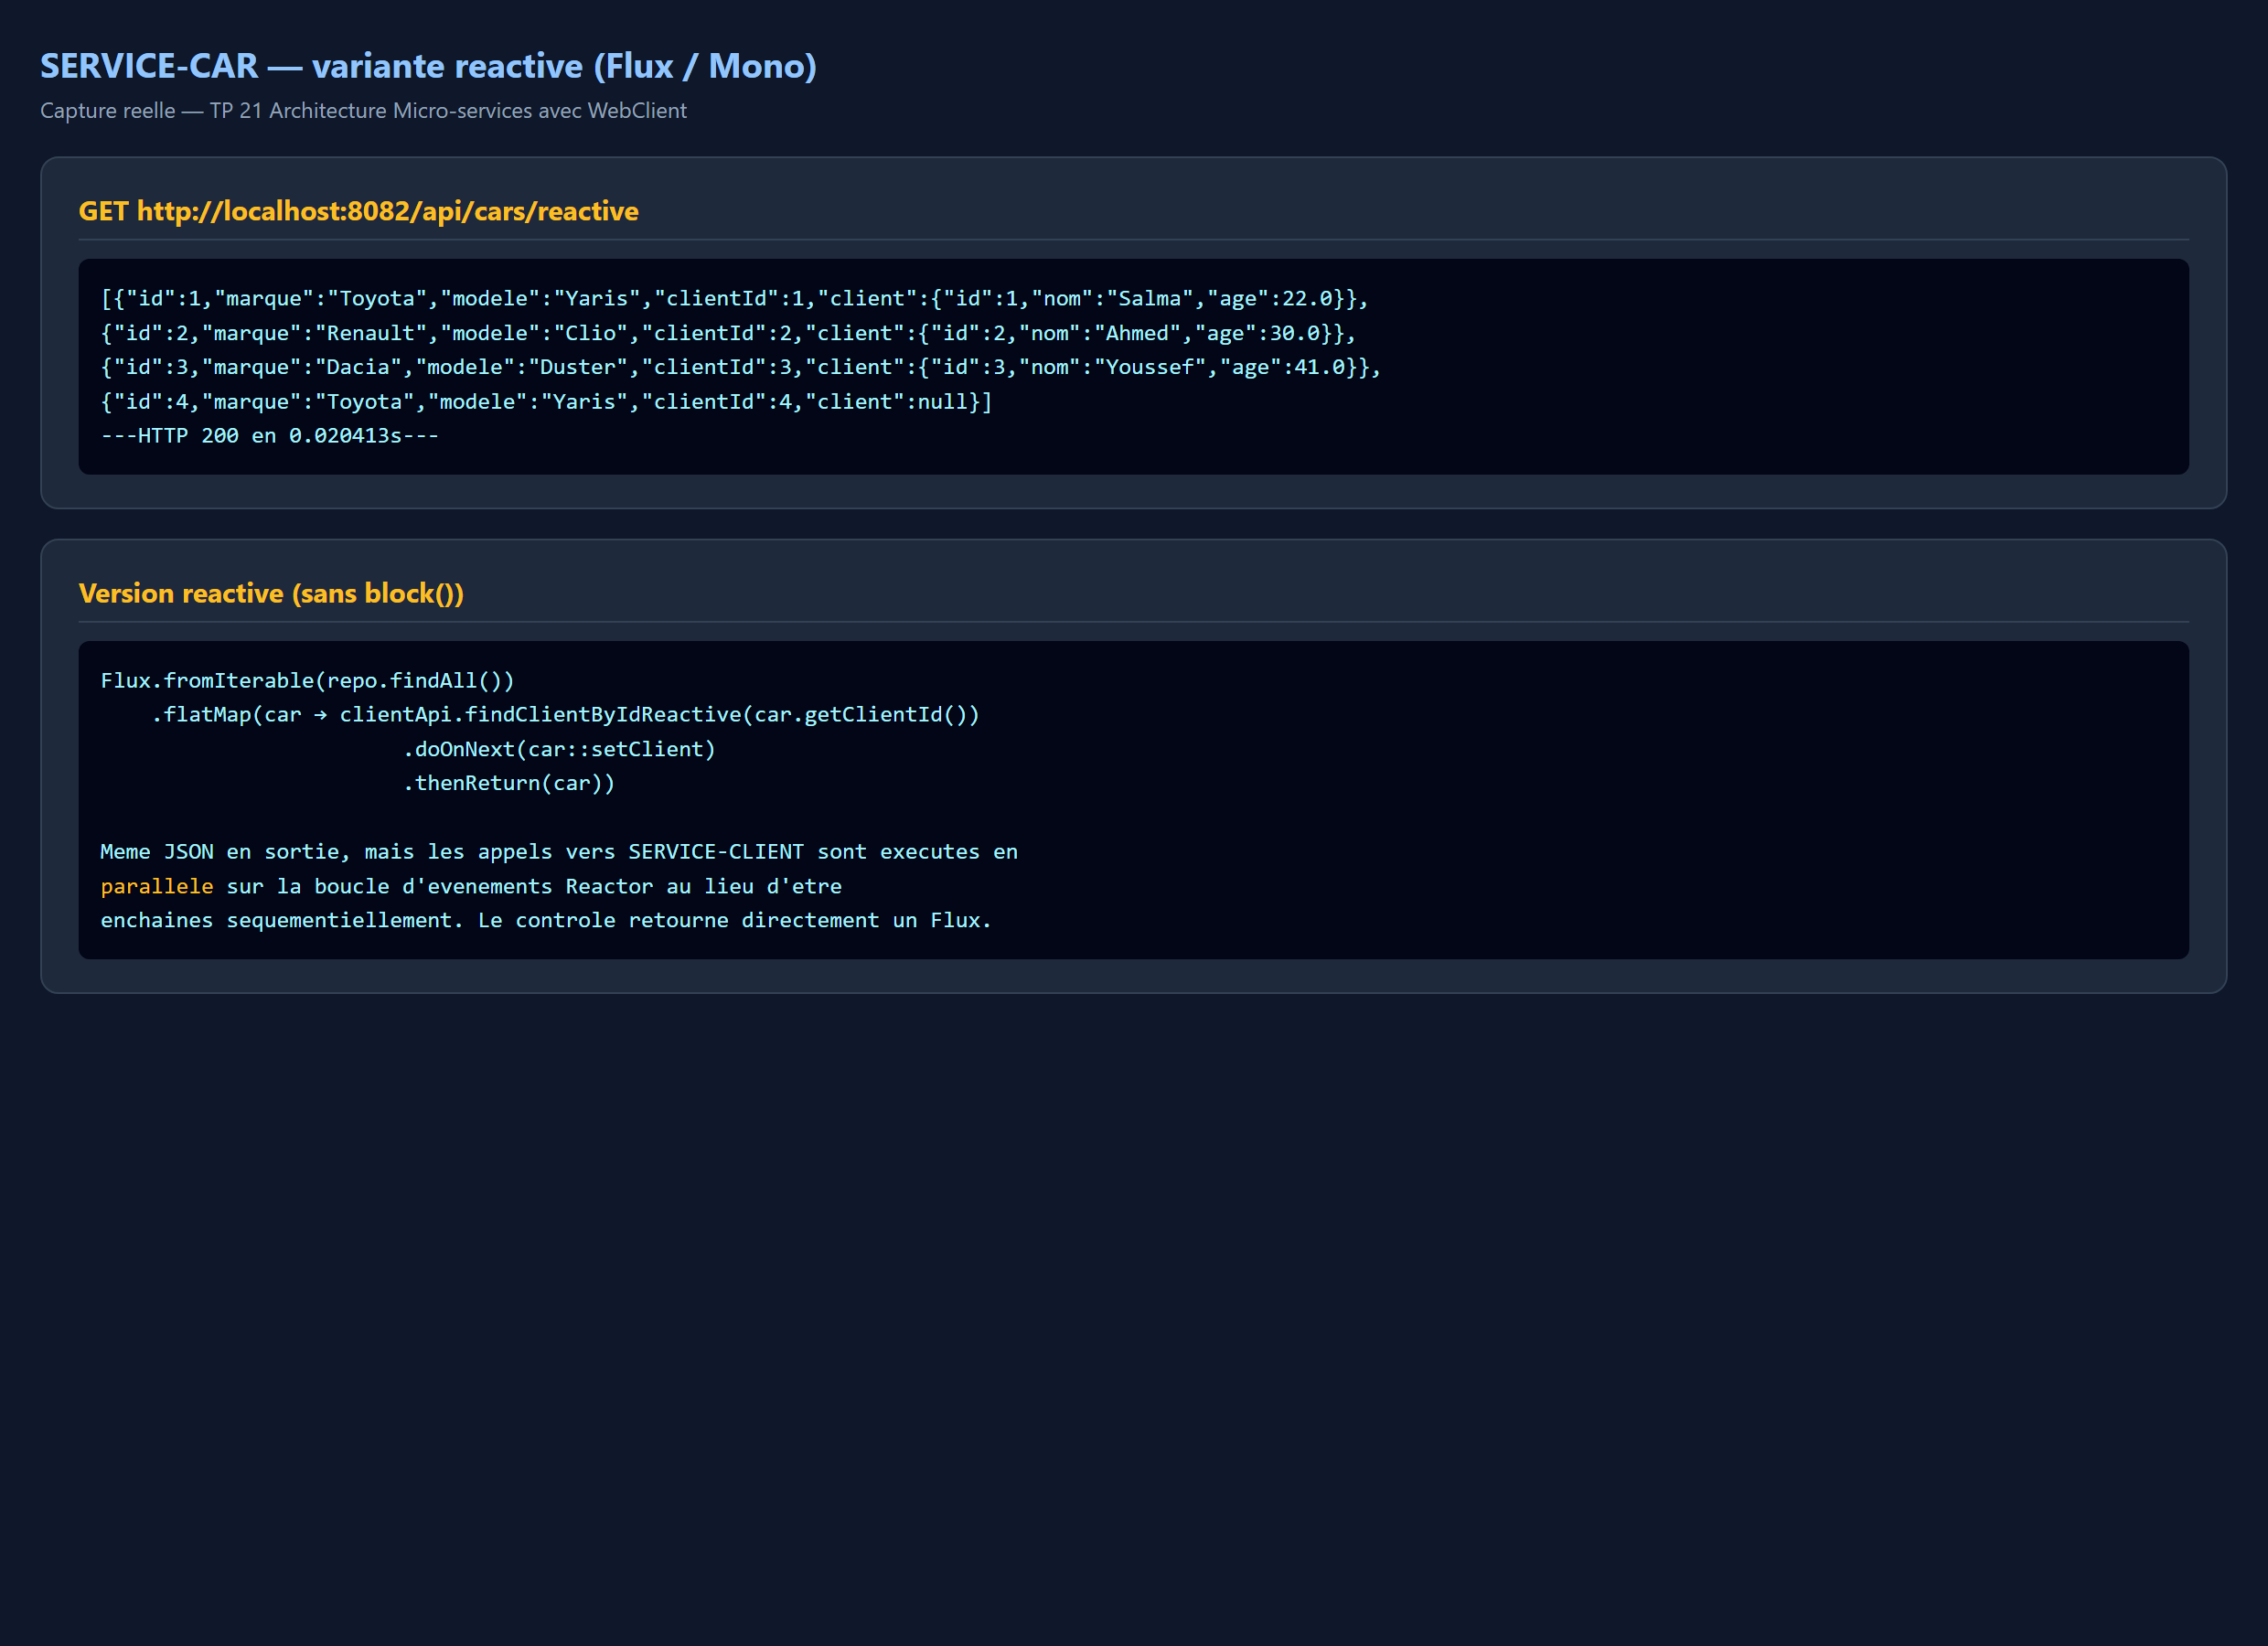 SERVICE-CAR — variante reactive (Flux / Mono)
Capture reelle — TP 21 Architecture Micro-services avec WebClient
GET http://localhost:8082/api/cars/reactive
[{"id":1,"marque":"Toyota","modele":"Yaris","clientId":1,"client":{"id":1,"nom":"Salma","age":22.0}},
{"id":2,"marque":"Renault","modele":"Clio","clientId":2,"client":{"id":2,"nom":"Ahmed","age":30.0}},
{"id":3,"marque":"Dacia","modele":"Duster","clientId":3,"client":{"id":3,"nom":"Youssef","age":41.0}},
{"id":4,"marque":"Toyota","modele":"Yaris","clientId":4,"client":null}]
---HTTP 200 en 0.020413s---
Version reactive (sans block())
Flux.fromIterable(repo.findAll())
    .flatMap(car → clientApi.findClientByIdReactive(car.getClientId())
                        .doOnNext(car::setClient)
                        .thenReturn(car))
Meme JSON en sortie, mais les appels vers SERVICE-CLIENT sont executes en
parallele sur la boucle d'evenements Reactor au lieu d'etre
enchaines sequementiellement. Le controle retourne directement un Flux.